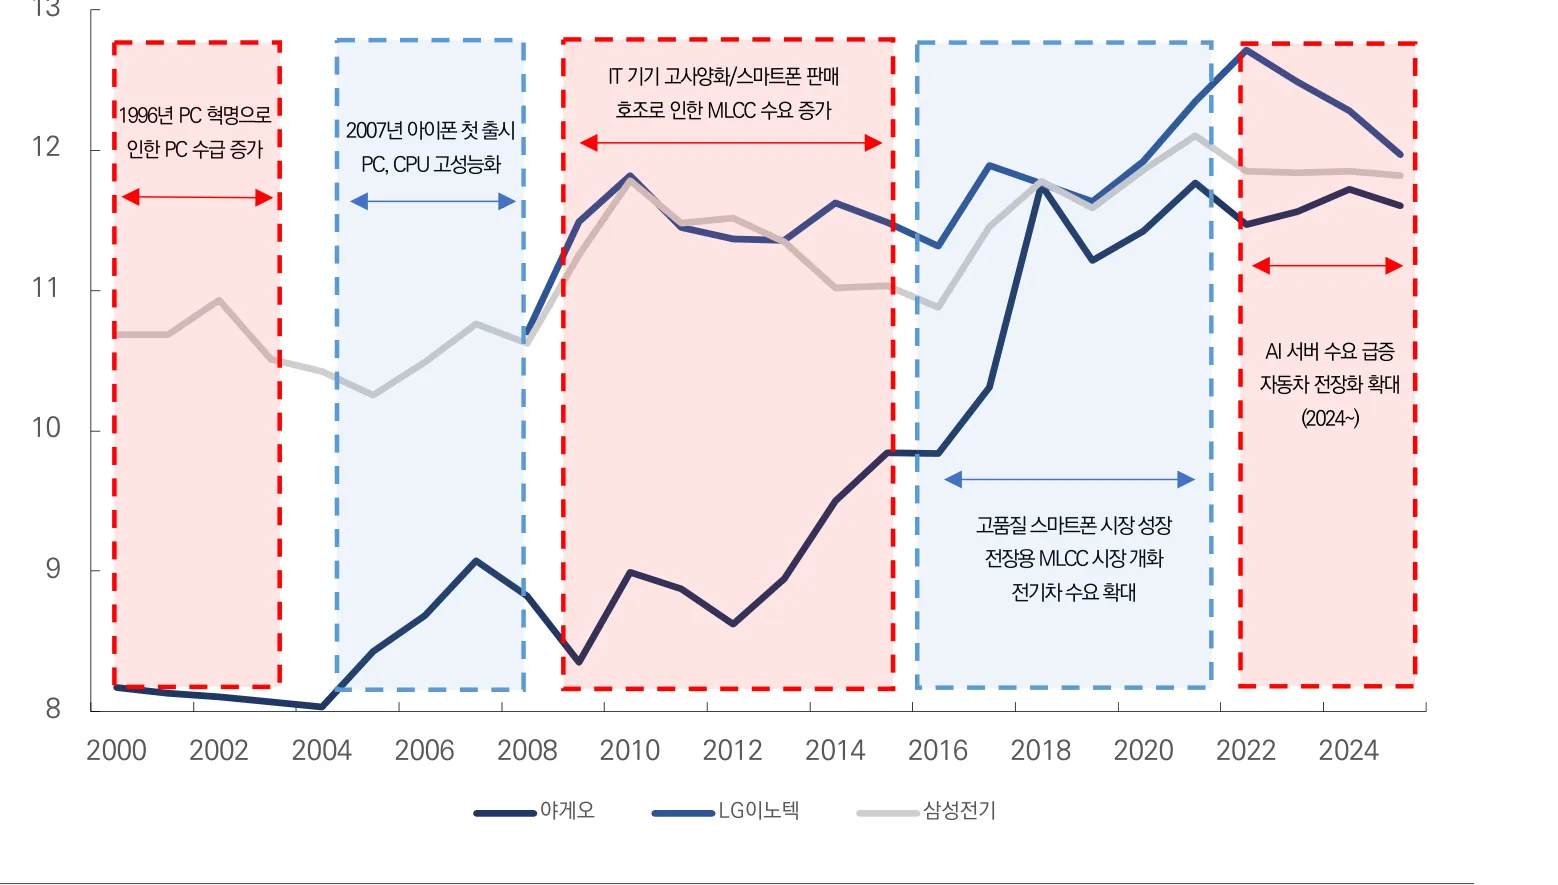 13
12
11
10
9
8
1996년 PC 혁명으로
인한 PC 수급 증가
2007년 아이폰 첫 출시
PC, CPU 고성능화
IT 기기 고사양화/스마트폰 판매
호조로 인한 MLCC 수요 증가
고품질 스마트폰 시장 성장
전장용 MLCC 시장 개화
전기차 수요 확대
AI 서버 수요 급증
자동차 전장화 확대
(2024~)
2000 2002 2004 2006 2008 2010 2012 2014 2016 2018 2020 2022 2024
야게오 LG이노텍 삼성전기